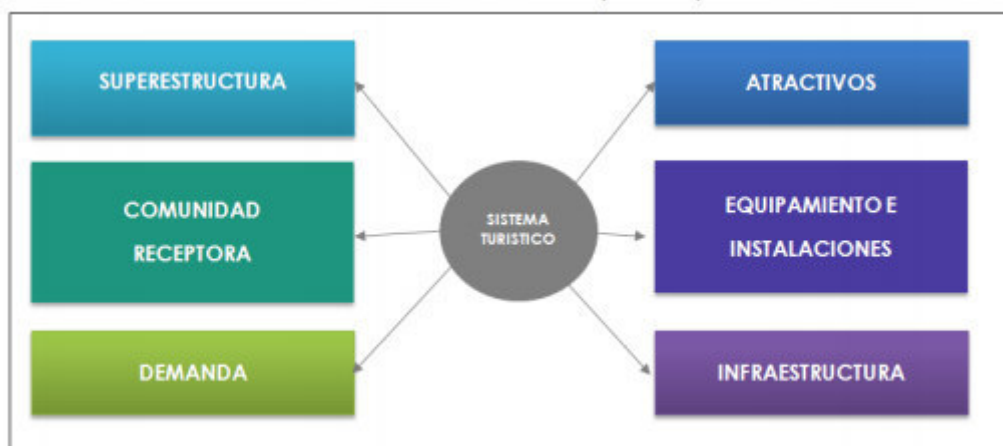 SUPERESTRUCTURA
ATRACTIVOS
COMUNIDAD
RECEPTORA
SISTEMA
TURISTICO
EQUIPAMIENTO E
INSTALACIONES
DEMANDA
INFRAESTRUCTURA